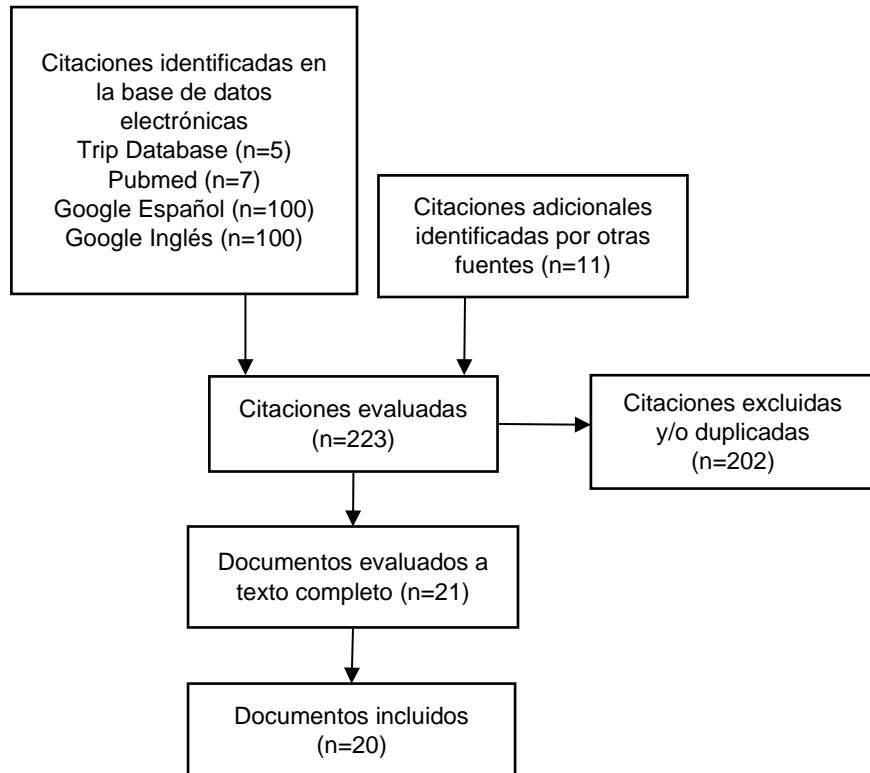 Citaciones identificadas en
la base de datos
electrónicas
Trip Database (n=5)
Pubmed (n=7)
Google Español (n=100)
Google Inglés (n=100)
Citaciones adicionales
identificadas por otras
fuentes (n=11)
Citaciones evaluadas
(n=223)
Citaciones excluidas
y/o duplicadas
(n=202)
Documentos evaluados a
texto completo (n=21)
Documentos incluidos
(n=20)